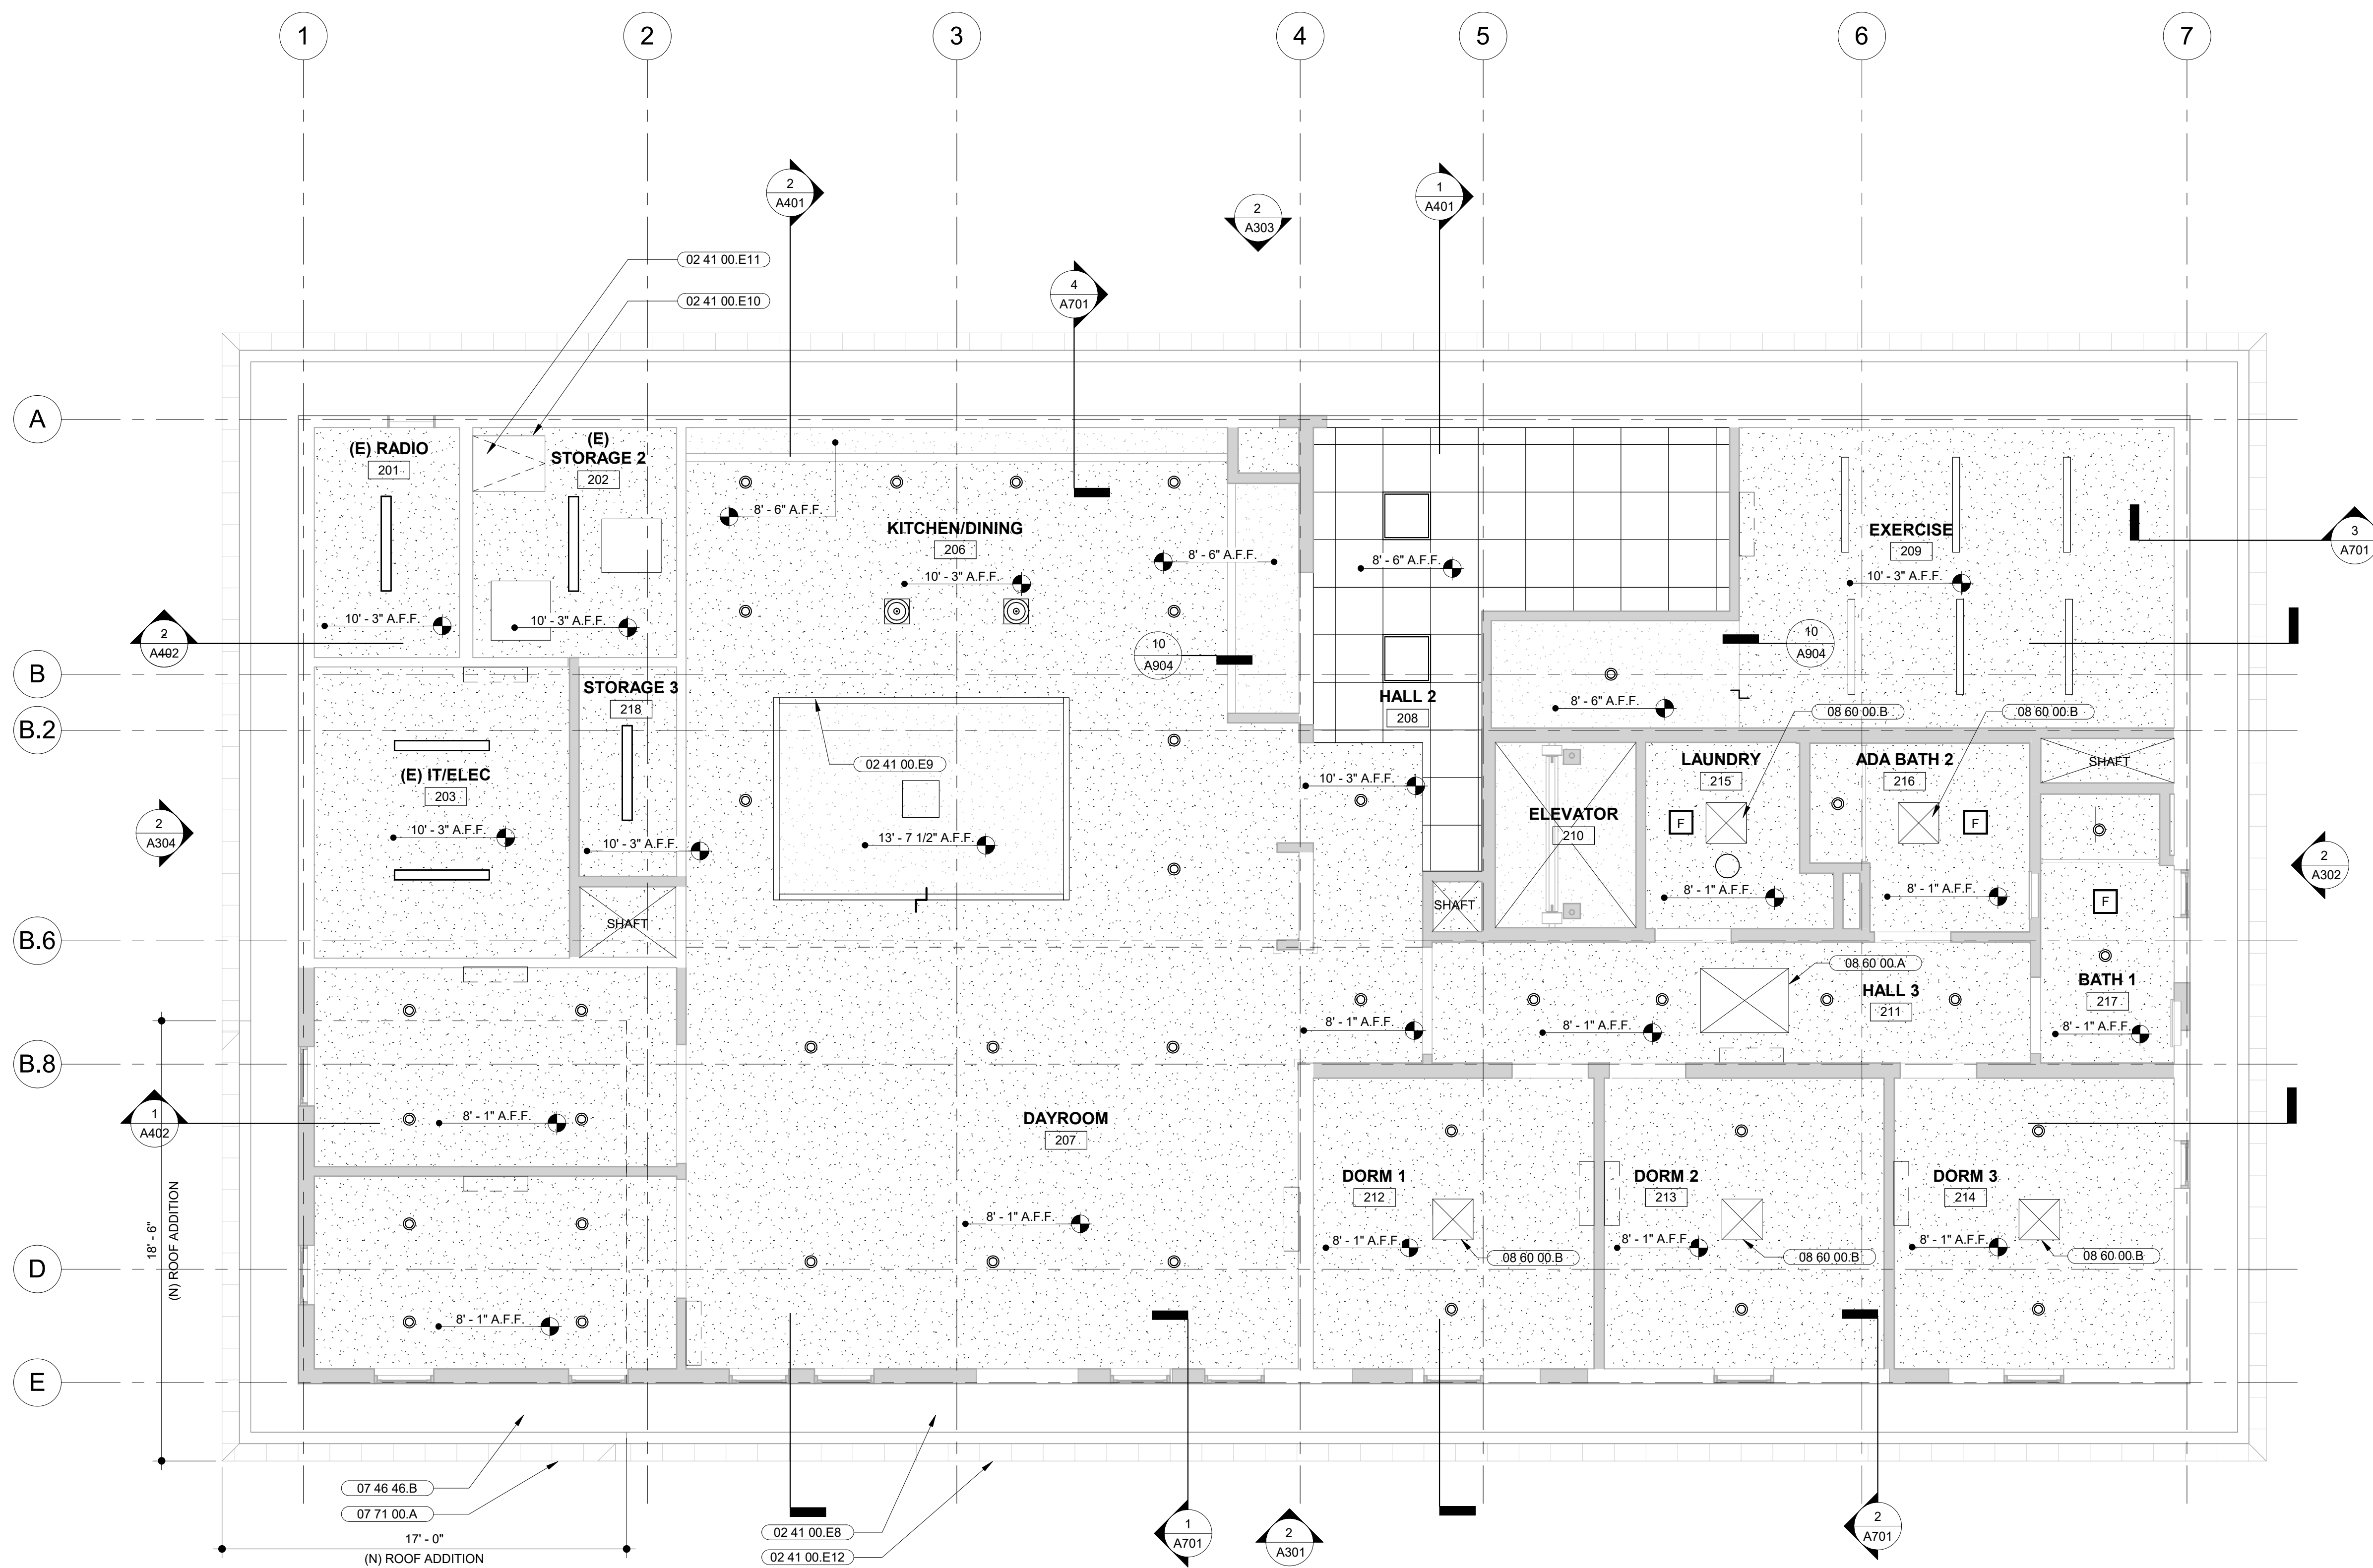 1
2
3
4
5
6
7
2
A401
1
A401
2
A303
02 41 00.E11
4
A701
02 41 00.E10
A
(E) RADIO
201
(E)
STORAGE 2
202
8' - 6" A.F.F.
KITCHEN/DINING
206
EXERCISE
209
3
A701
8' - 6" A.F.F.
8' - 6" A.F.F.
10' - 3" A.F.F.
10' - 3" A.F.F.
10' - 3" A.F.F.
10' - 3" A.F.F.
2
A402
10
A904
10
A904
B
STORAGE 3
218
HALL 2
208
8' - 6" A.F.F.
08 60 00.B
08 60 00.B
B.2
02 41 00.E9
(E) IT/ELEC
203
10' - 3" A.F.F.
LAUNDRY
215
ADA BATH 2
216
SHAFT
2
A304
ELEVATOR
210
F
F
10' - 3" A.F.F.
10' - 3" A.F.F.
13' - 7 1/2" A.F.F.
2
A302
8' - 1" A.F.F.
8' - 1" A.F.F.
F
SHAFT
SHAFT
B.6
08 60 00.A
HALL 3
211
BATH 1
217
8' - 1" A.F.F.
8' - 1" A.F.F.
8' - 1" A.F.F.
B.8
1
A402
8' - 1" A.F.F.
DAYROOM
207
DORM 1
212
DORM 2
213
DORM 3
214
18' - 6"
(N) ROOF ADDITION
8' - 1" A.F.F.
8' - 1" A.F.F.
8' - 1" A.F.F.
8' - 1" A.F.F.
08 60 00.B
08 60 00.B
08 60 00.B
D
8' - 1" A.F.F.
E
07 46 46.B
07 71 00.A
17' - 0"
(N) ROOF ADDITION
02 41 00.E8
02 41 00.E12
1
A701
2
A301
2
A701